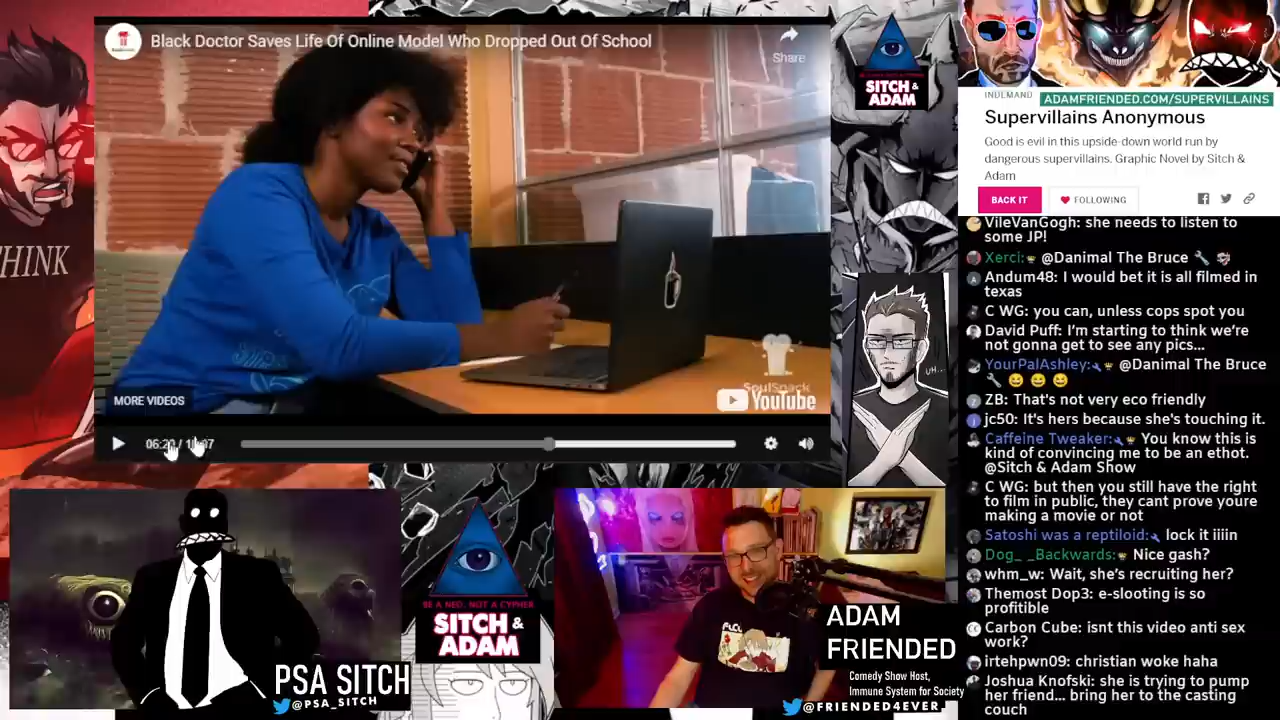 Black Doctor Saves Life Of Online Model Who Dropped Out Of School
Share
SoulSnack
YouTube
MORE VIDEOS
THINK
SITCH &
ADAM
UH..
INDEMAND
ADAMFRIENDED.COM/SUPERVILLAINS
Supervillains Anonymous
Good is evil in this upside-down world run by
dangerous supervillains. Graphic Novel by Sitch &
Adam
BACK IT
FOLLOWING
VileVanGogh: she needs to listen to
some JP!
Xerci: @Danimal The Bruce
Andum48: I would bet it is all filmed in
texas
C WG: you can, unless cops spot you
David Puff: I'm starting to think we're
not gonna get to see any pics...
YourPalAshley: @Danimal The Bruce
ZB: That's not very eco friendly
jc50: It's hers because she's touching it.
Caffeine Tweaker: You know this is
kind of convincing me to be an ethot.
@Sitch & Adam Show
C WG: but then you still have the right
to film in public, they cant prove youre
making a movie or not
Satoshi was a reptiloid: lock it iiiin
Dog_ _Backwards: Nice gash?
whm_w: Wait, she's recruiting her?
Themost Dop3: e-slooting is so
profitible
Carbon Cube: isnt this video anti sex
work?
irtehpwn09: christian woke haha
Joshua Knofski: she is trying to pump
her friend... bring her to the casting
couch
PSA SITCH
@PSA_SITCH
BE A NEO, NOT A CYPHER
SITCH &
ADAM
ADAM
FRIENDED
Comedy Show Host,
Immune System for Society
@FRIENDED4EVER